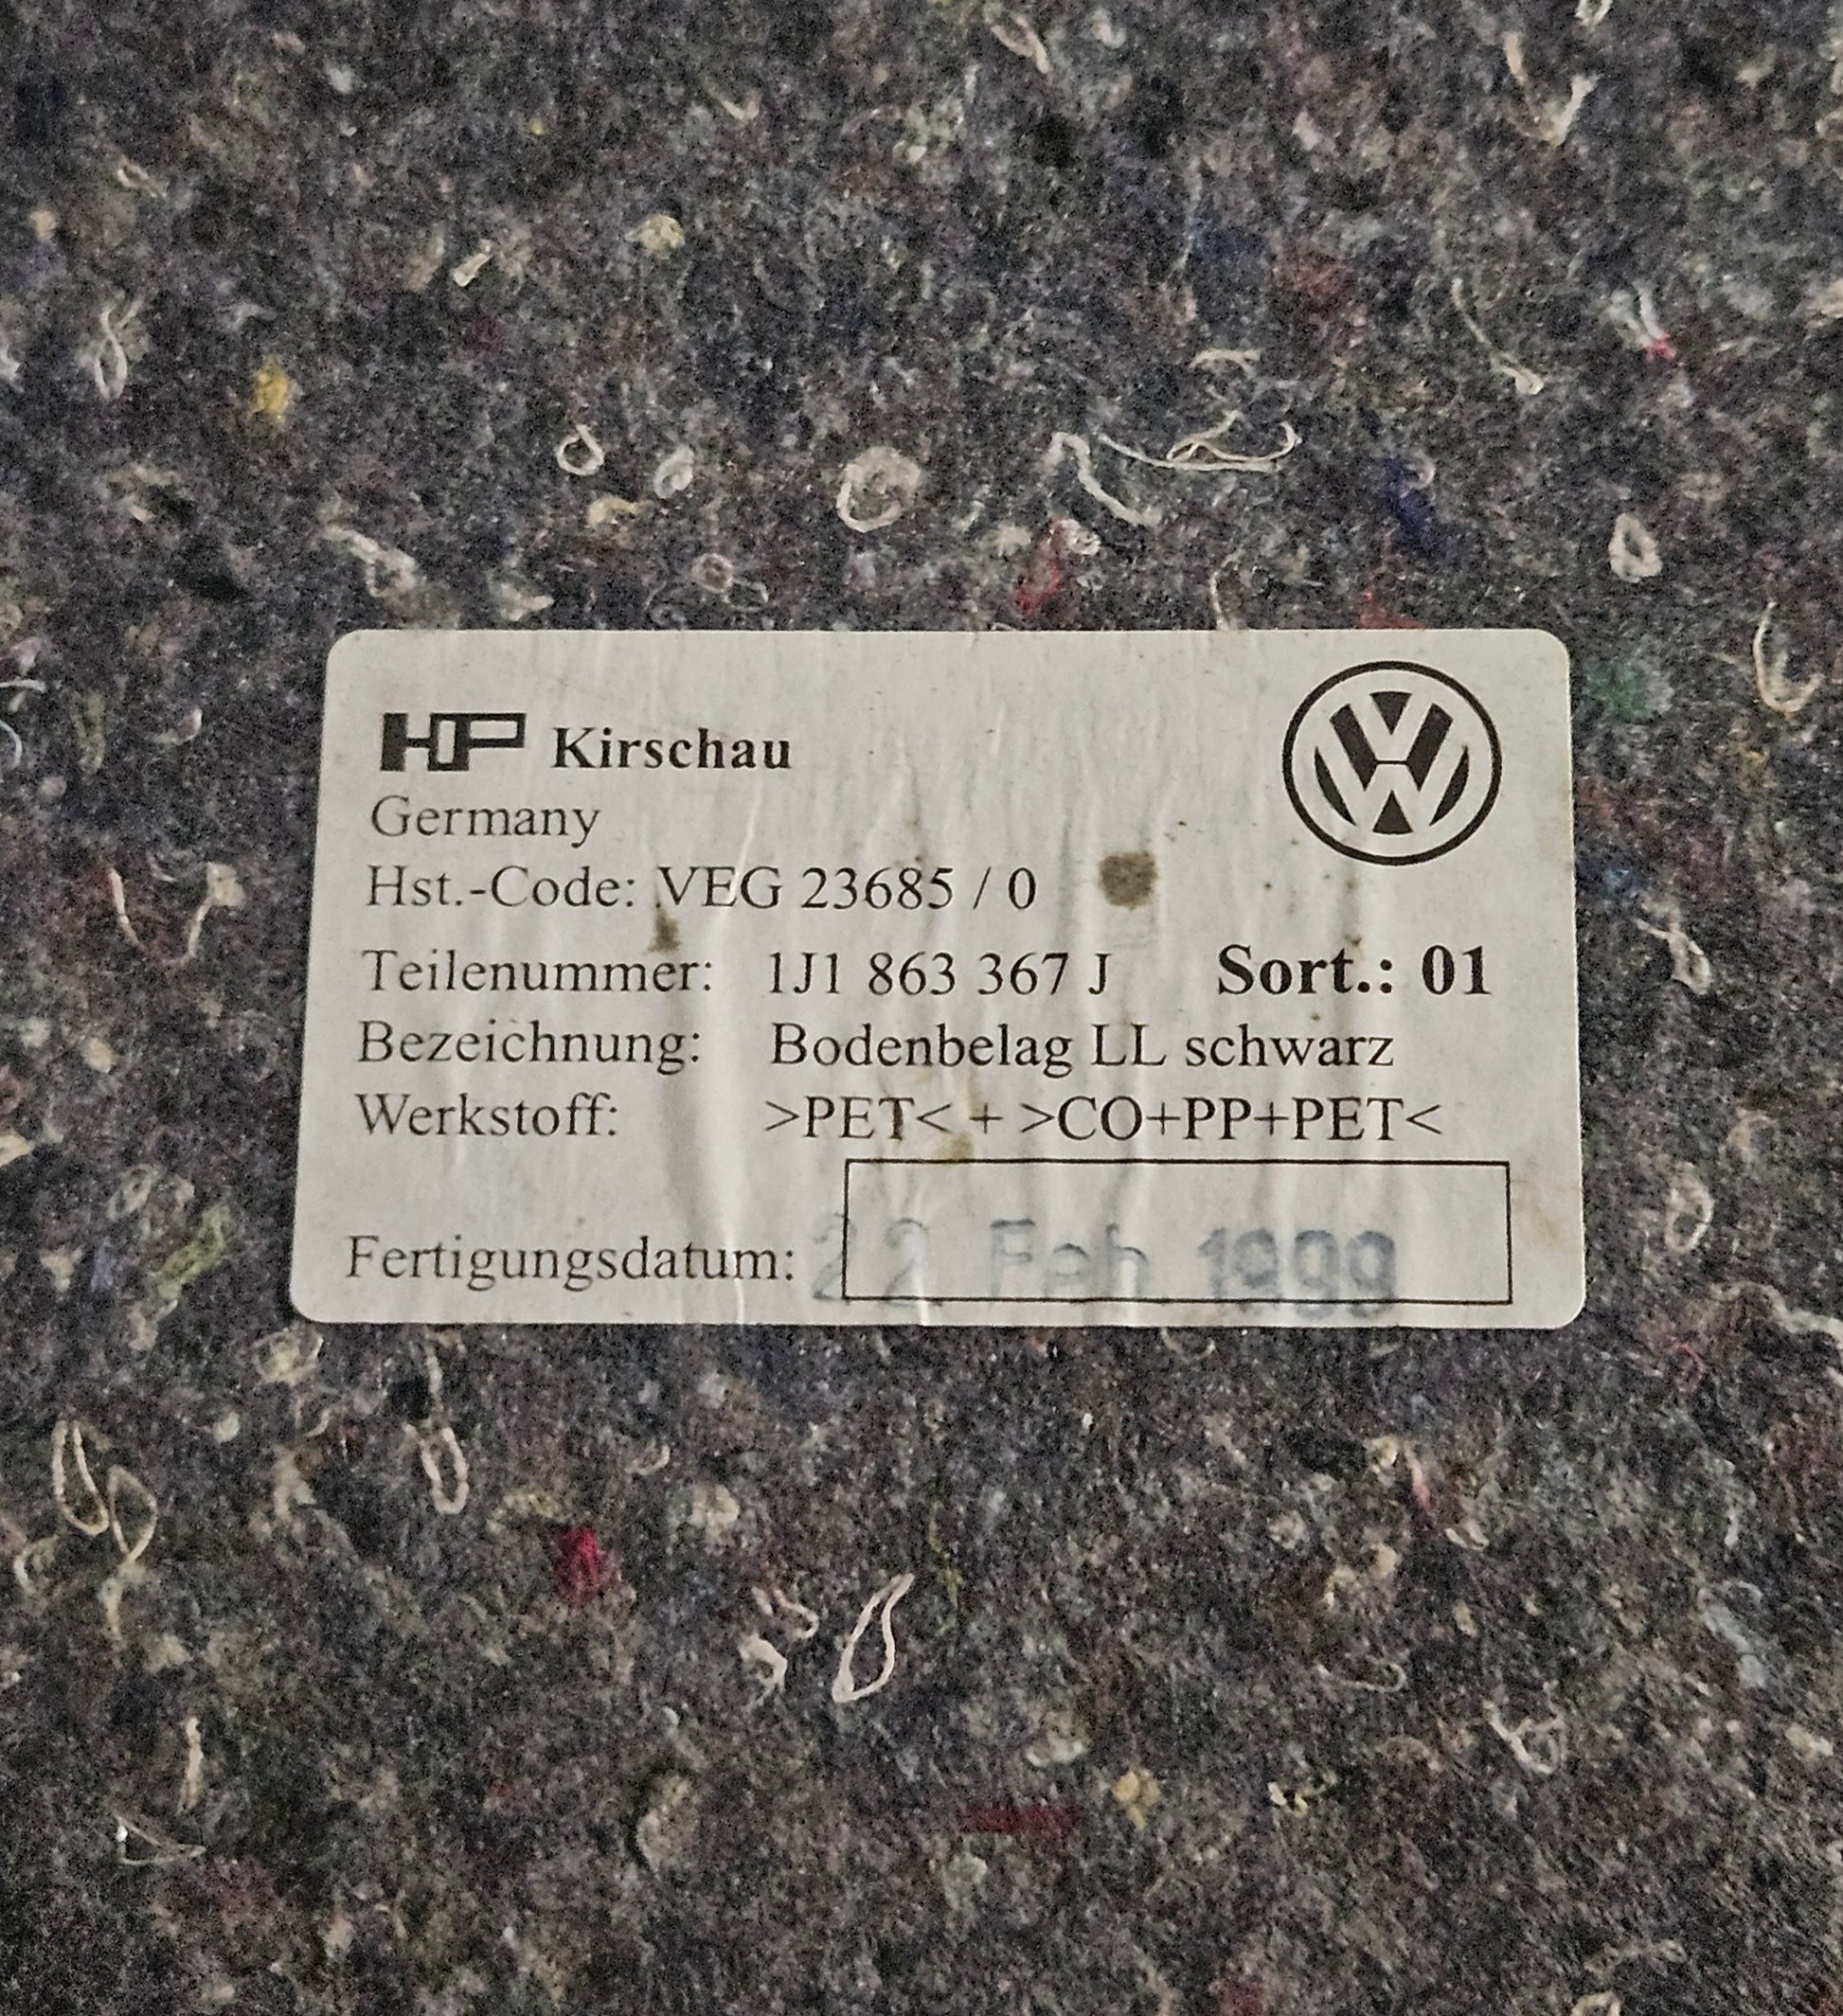 HP Kirschau
Germany
Hst.-Code: VEG 23685 / 0
Teilenummer: 1J1 863 367 J Sort.: 01
Bezeichnung: Bodenbelag LL schwarz
Werkstoff: >PET< + >CO+PP+PET<
Fertigungsdatum: 22 Feb 1999